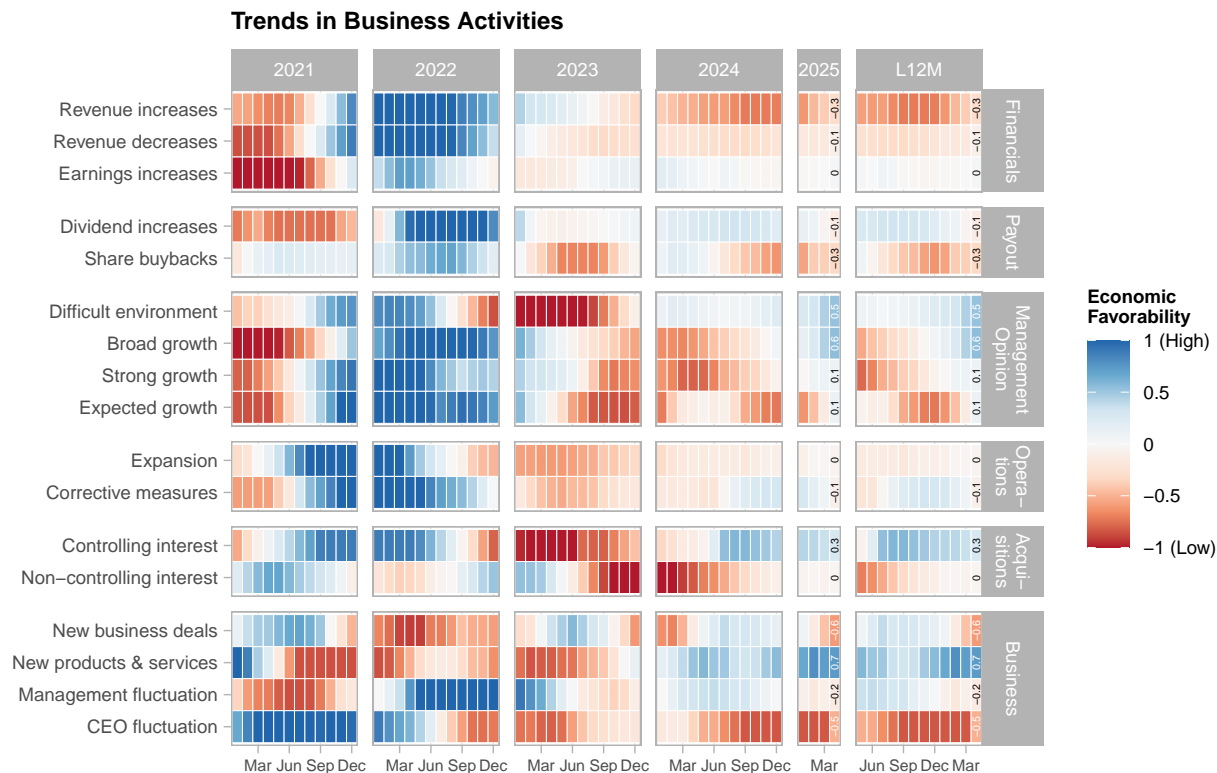 Trends in Business Activities
2021 2022 2023 2024 2025 L12M
Revenue increases −0.3 −0.3
Revenue decreases −0.1 −0.1
Earnings increases 0 0
Financials
Dividend increases −0.1 −0.1
Share buybacks −0.3 −0.3
Payout
Difficult environment 0.5 0.5
Broad growth 0.6 0.6
Strong growth 0.1 0.1
Expected growth 0.1 0.1
Management
Opinion
Expansion 0 0
Corrective measures −0.1 −0.1
Opera−
tions
Controlling interest 0.3 0.3
Non−controlling interest 0 0
Acqui−
sitions
New business deals −0.6 −0.6
New products & services 0.7 0.7
Management fluctuation −0.2 −0.2
CEO fluctuation −0.5 −0.5
Business
Mar Jun Sep Dec Mar Jun Sep Dec Mar Jun Sep Dec Mar Jun Sep Dec Mar Jun Sep Dec Mar
Economic
Favorability
1 (High)
0.5
0
−0.5
−1 (Low)